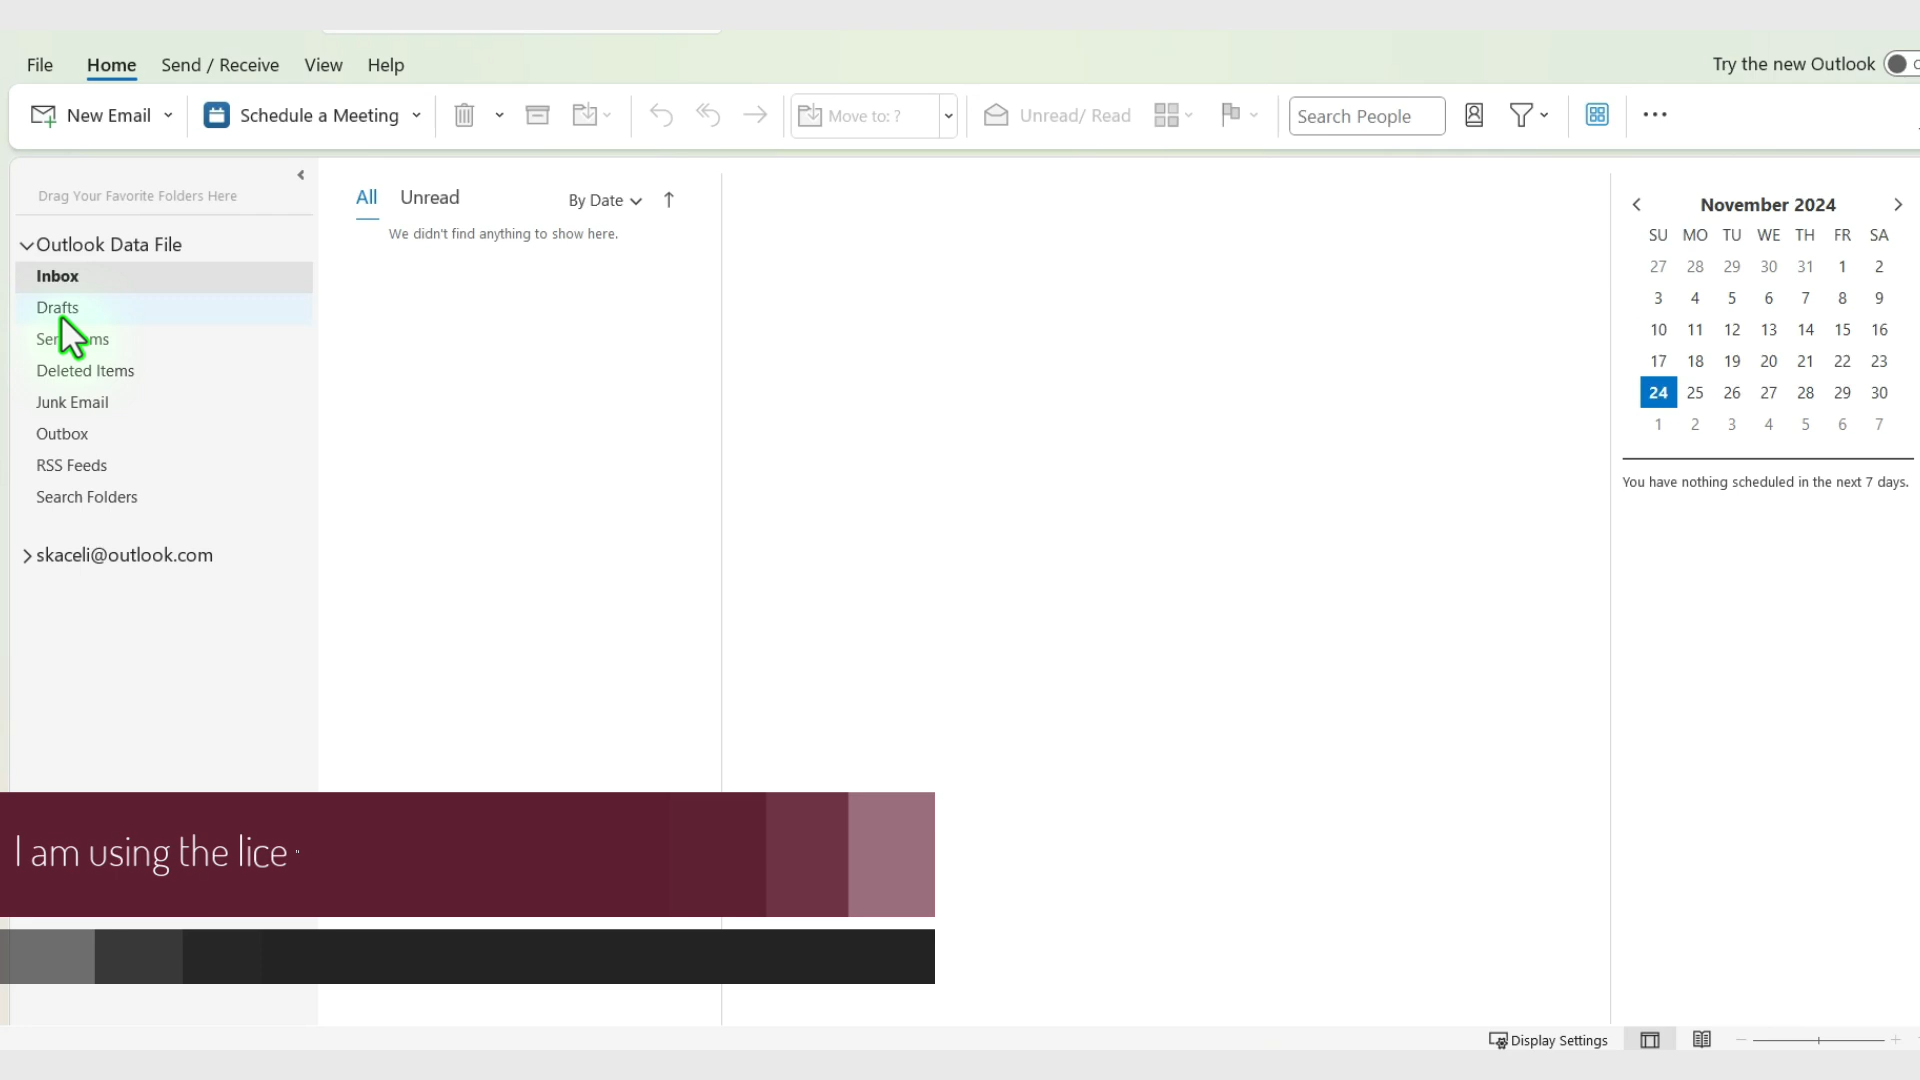 File Home Send / Receive View Help
Try the new Outlook
New Email Schedule a Meeting Move to: ? Unread/ Read Search People
Drag Your Favorite Folders Here
Outlook Data File
Inbox
Drafts
Deleted Items
Junk Email
Outbox
RSS Feeds
Search Folders
skaceli@outlook.com
All Unread By Date
We didn't find anything to show here.
November 2024
SU MO TU WE TH FR SA
27 28 29 30 31 1 2
3 4 5 6 7 8 9
10 11 12 13 14 15 16
17 18 19 20 21 22 23
24 25 26 27 28 29 30
1 2 3 4 5 6 7
You have nothing scheduled in the next 7 days.
I am using the lice
Display Settings